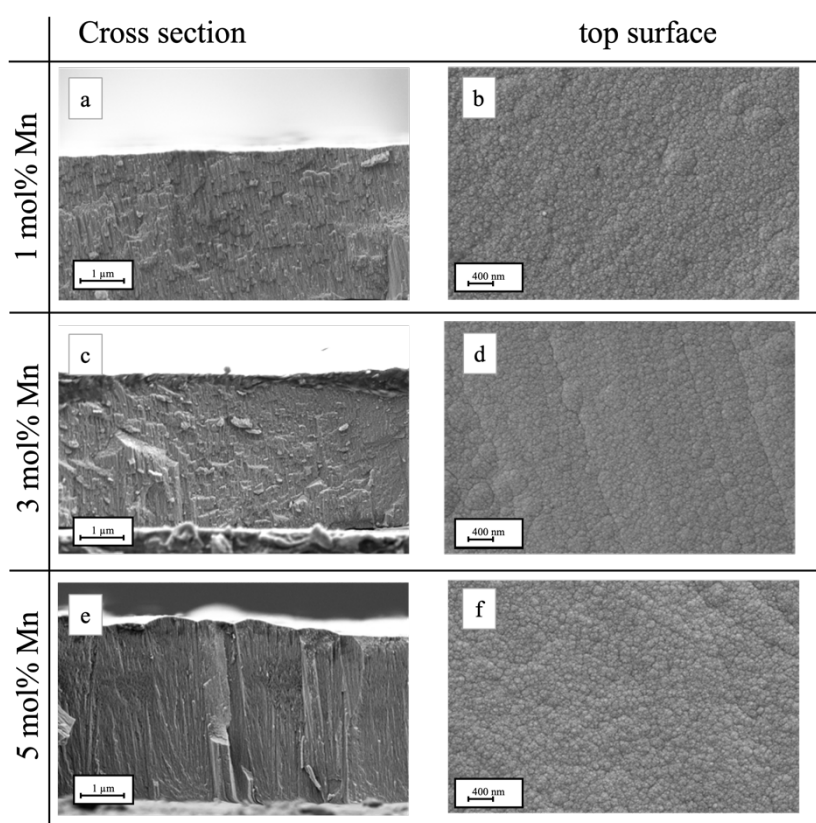 Cross section
top surface
1 mol% Mn
a
1 µm
b
400 nm
3 mol% Mn
c
1 µm
d
400 nm
5 mol% Mn
e
1 µm
f
400 nm